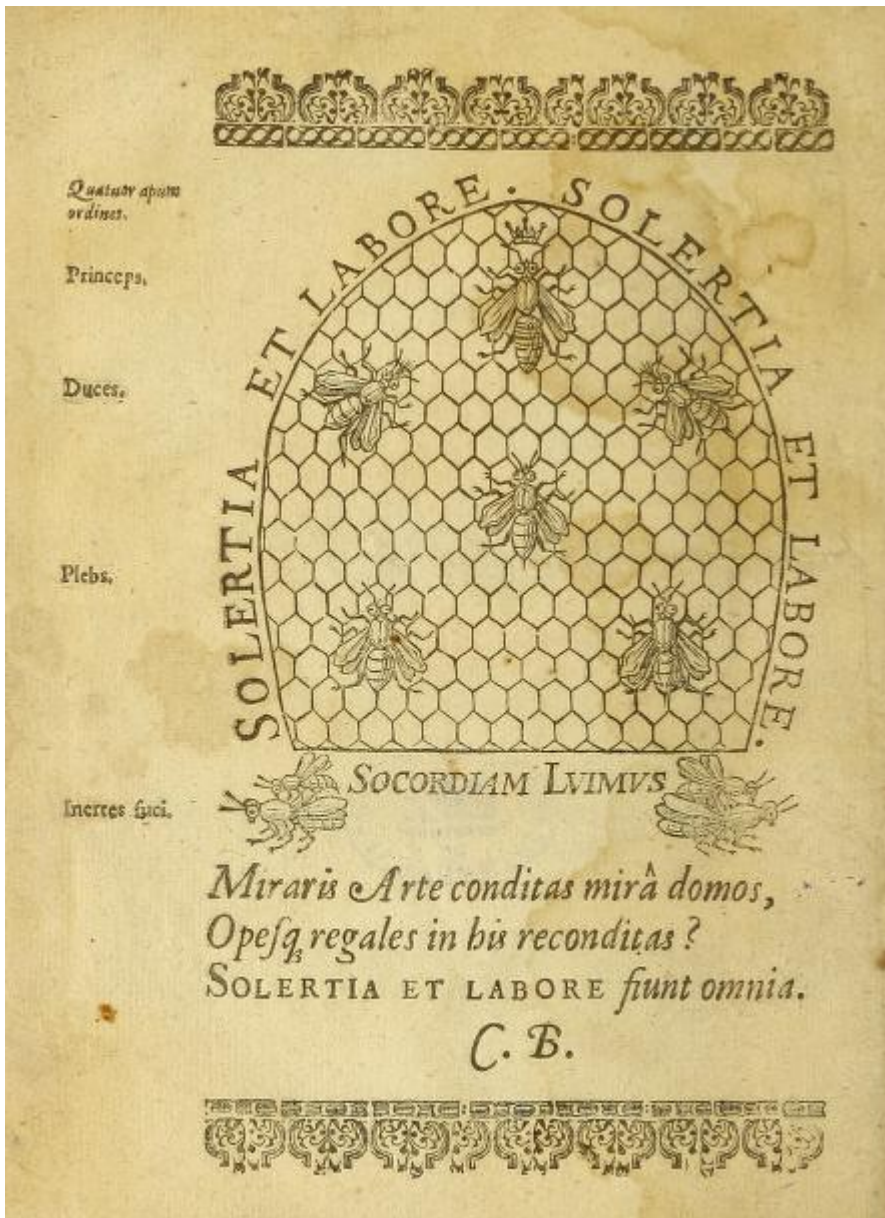 Quatuor apum
ordines.
Princeps.
Duces.
Plebs.
Inertes fuci.
SOLERTIA ET LABORE. SOLERTIA ET LABORE.
SOCORDIAM LVIMVS
Miraris Arte conditas mirâ domos,
Opeſq; regales in his reconditas?
SOLERTIA ET LABORE fiunt omnia.
C. B.